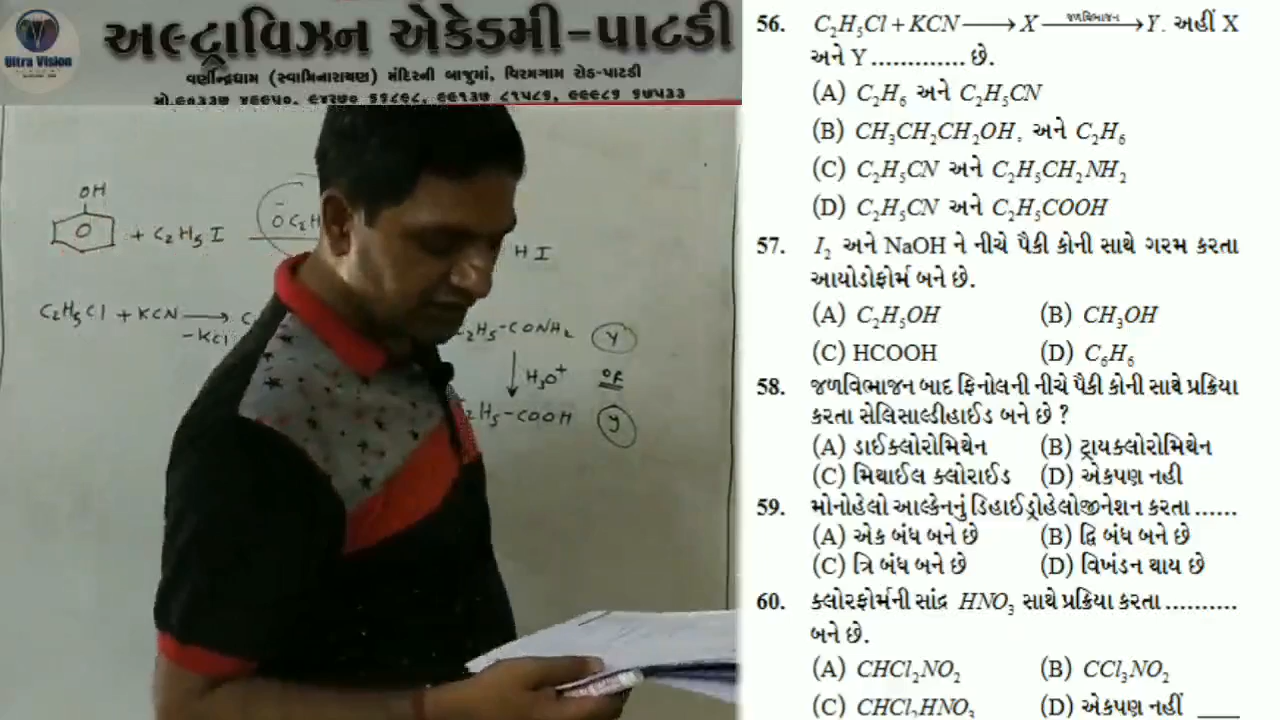 Ultra Vision
અલ્ટ્રાવિઝન એકેડમી-પાટડી
વર્ણીન્દ્રધામ (સ્વામિનારાયણ) મંદિરની બાજુમાં, વિરમગામ રોડ-પાટડી
OH
+ C₂H₅I
HI
C₂H₅Cl + KCN ⟶
-KCl
-CONH₂ Y
↓ H₃O⁺ or
-COOH Y
56. C₂H₅Cl + KCN ⟶ X ⟶(જળવિભાજન) Y. અહીં X
અને Y ............. છે.
(A) C₂H₆ અને C₂H₅CN
(B) CH₃CH₂CH₂OH, અને C₂H₆
(C) C₂H₅CN અને C₂H₅CH₂NH₂
(D) C₂H₅CN અને C₂H₅COOH
57. I₂ અને NaOH ને નીચે પૈકી કોની સાથે ગરમ કરતા
આયોડોફોર્મ બને છે.
(A) C₂H₅OH (B) CH₃OH
(C) HCOOH (D) C₆H₆
58. જળવિભાજન બાદ ફિનોલની નીચે પૈકી કોની સાથે પ્રક્રિયા
કરતા સેલિસાલ્ડીહાઈડ બને છે ?
(A) ડાઈક્લોરોમિથેન (B) ટ્રાયક્લોરોમિથેન
(C) મિથાઈલ ક્લોરાઈડ (D) એકપણ નહી
59. મોનોહેલો આલ્કેનનું ડિહાઈડ્રોહેલોજીનેશન કરતા ......
(A) એક બંધ બને છે (B) દ્વિ બંધ બને છે
(C) ત્રિ બંધ બને છે (D) વિખંડન થાય છે
60. ક્લોરફોર્મની સાંદ્ર HNO₃ સાથે પ્રક્રિયા કરતા ..........
બને છે.
(A) CHCl₂NO₂ (B) CCl₃NO₂
(C) CHCl₂HNO₃ (D) એકપણ નહીં